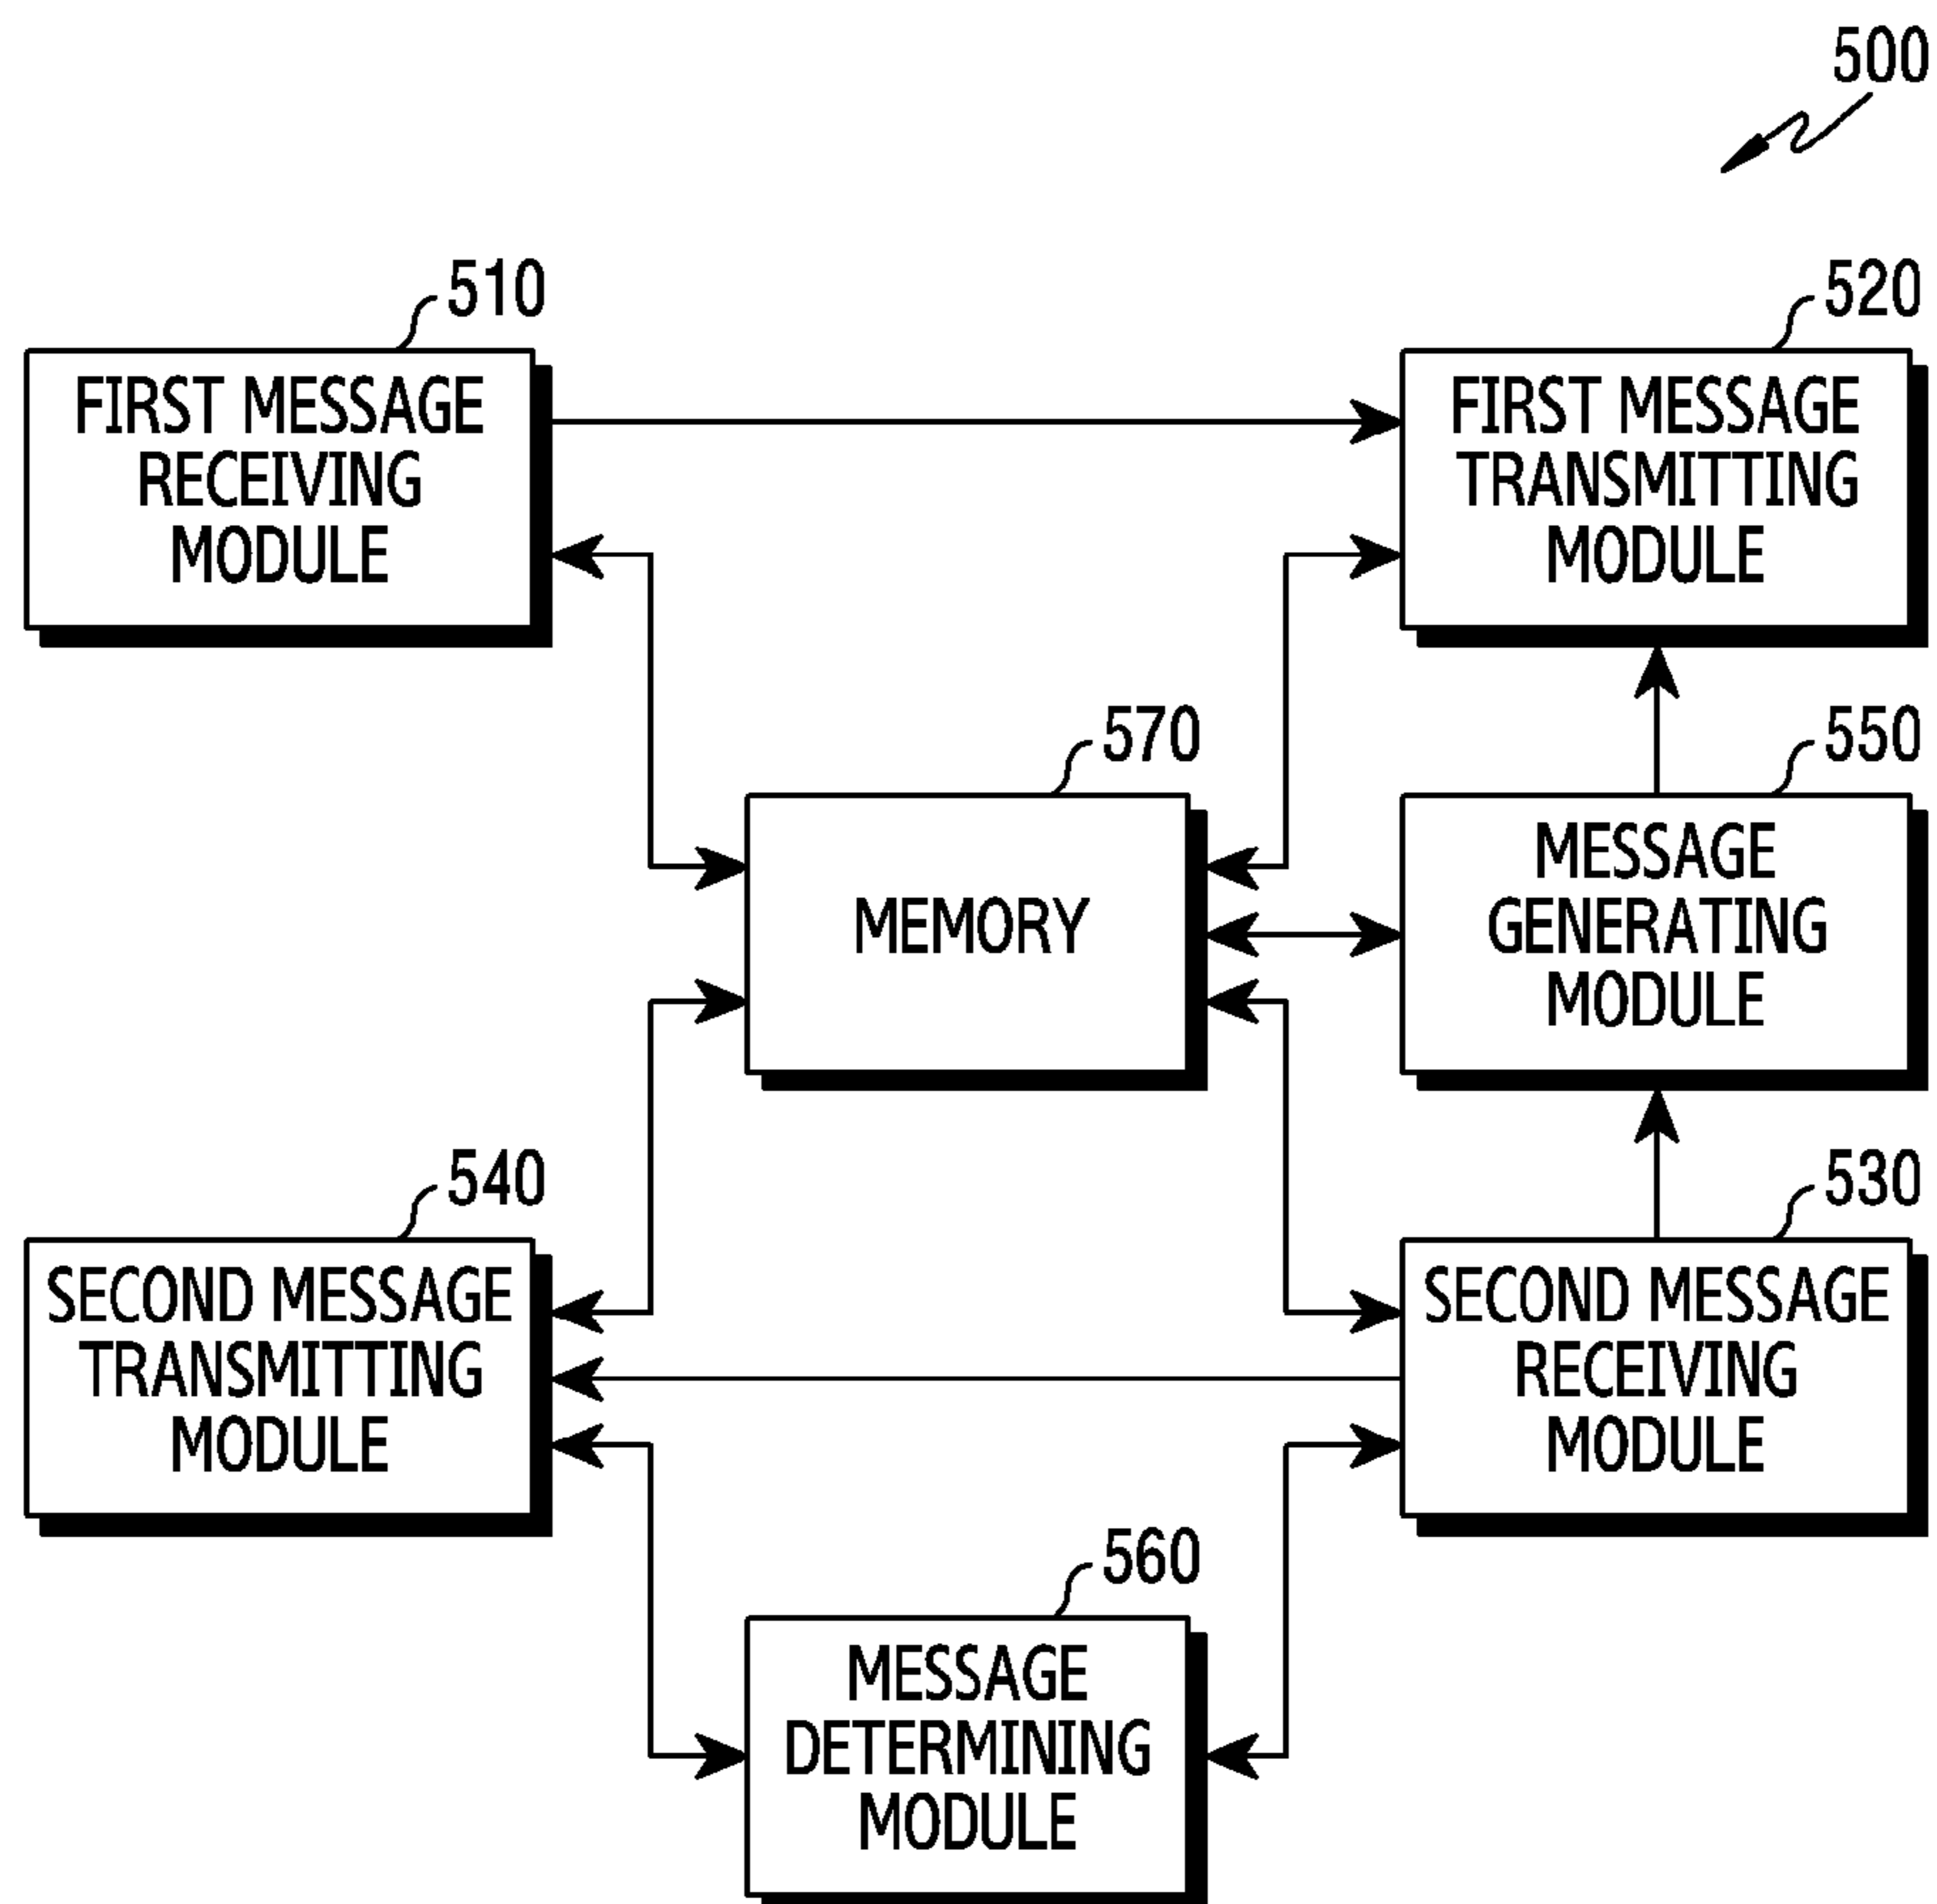 500
510
FIRST MESSAGE
RECEIVING
MODULE
520
FIRST MESSAGE
TRANSMITTING
MODULE
570
MEMORY
550
MESSAGE
GENERATING
MODULE
540
SECOND MESSAGE
TRANSMITTING
MODULE
530
SECOND MESSAGE
RECEIVING
MODULE
560
MESSAGE
DETERMINING
MODULE